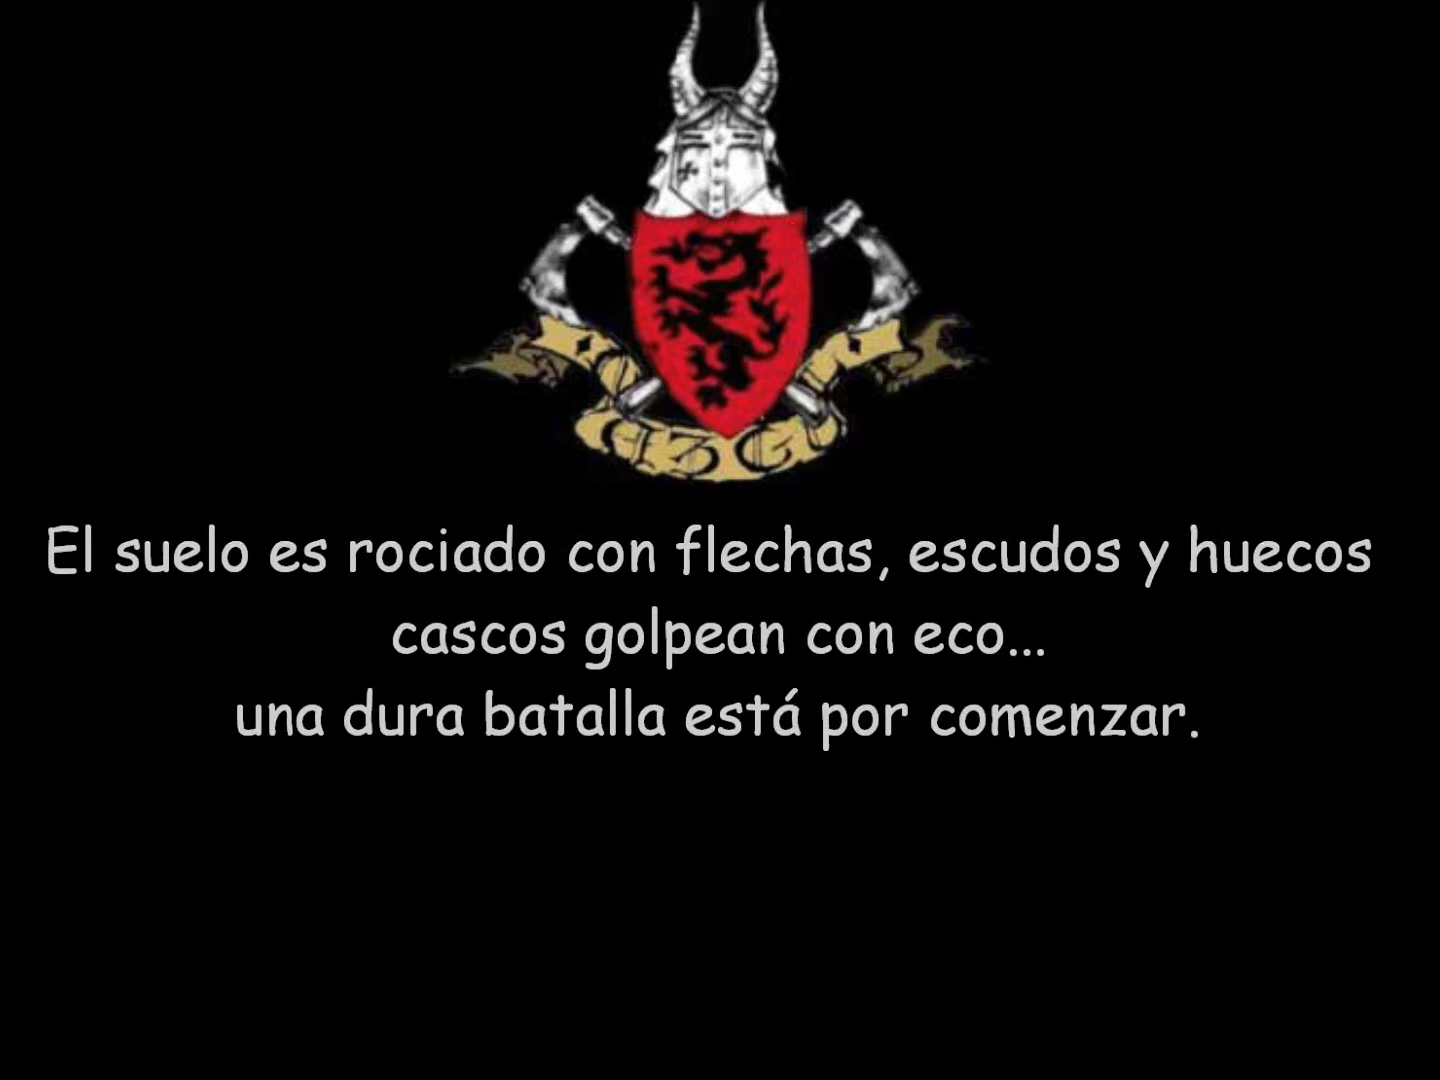 El suelo es rociado con flechas, escudos y huecos
cascos golpean con eco...
una dura batalla está por comenzar.